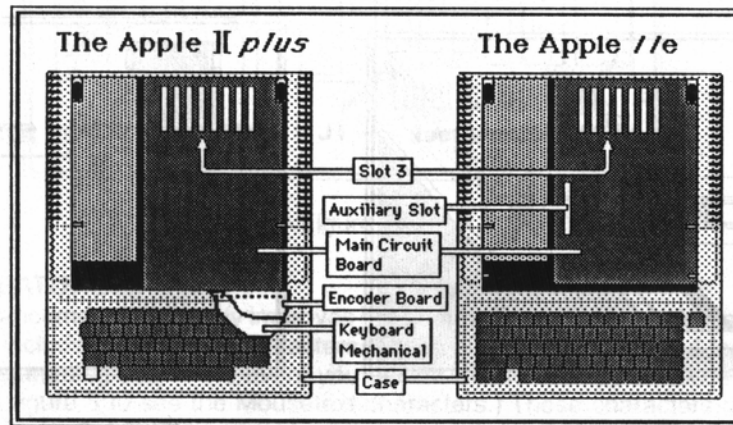 The Apple ][ plus
The Apple //e
Slot 3
Auxiliary Slot
Main Circuit
Board
Encoder Board
Keyboard
Mechanical
Case